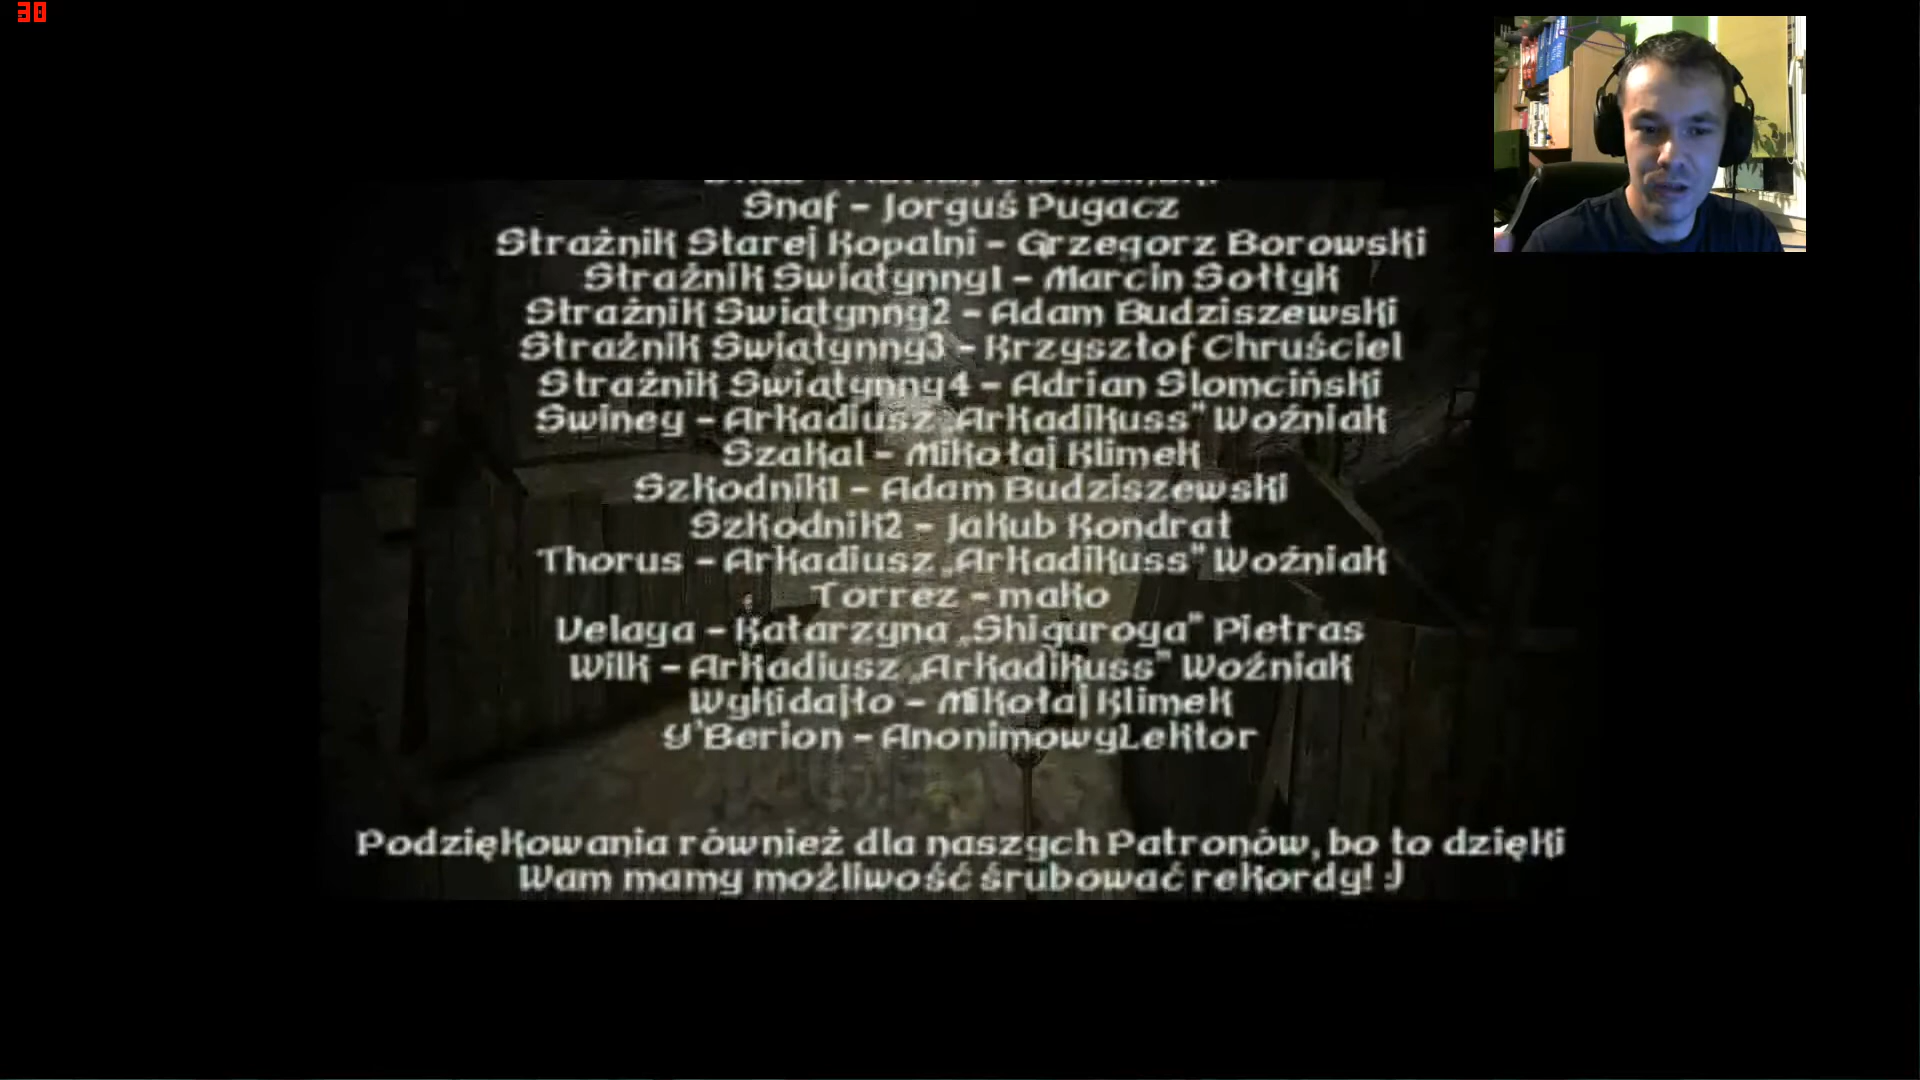 30
Snaf - Jorguś Pugacz
Strażnik Starej Kopalni - Grzegorz Borowski
Strażnik Świątynny1 - Marcin Sołtyk
Strażnik Świątynny2 - Adam Budziszewski
Strażnik Świątynny3 - Krzysztof Chruściel
Strażnik Świątynny4 - Adrian Slomciński
Swiney - Arkadiusz „Arkadikuss” Woźniak
Szakal - Mikołaj Klimek
Szkodnik1 - Adam Budziszewski
Szkodnik2 - Jakub Kondrat
Thorus - Arkadiusz „Arkadikuss” Woźniak
Torrez - mako
Velaya - Katarzyna „Shiguroya” Pietras
Wilk - Arkadiusz „Arkadikuss” Woźniak
Wykidajło - Mikołaj Klimek
Y'Berion - AnonimowyLektor
Podziękowania również dla naszych Patronów, bo to dzięki
Wam mamy możliwość śrubować rekordy! :)